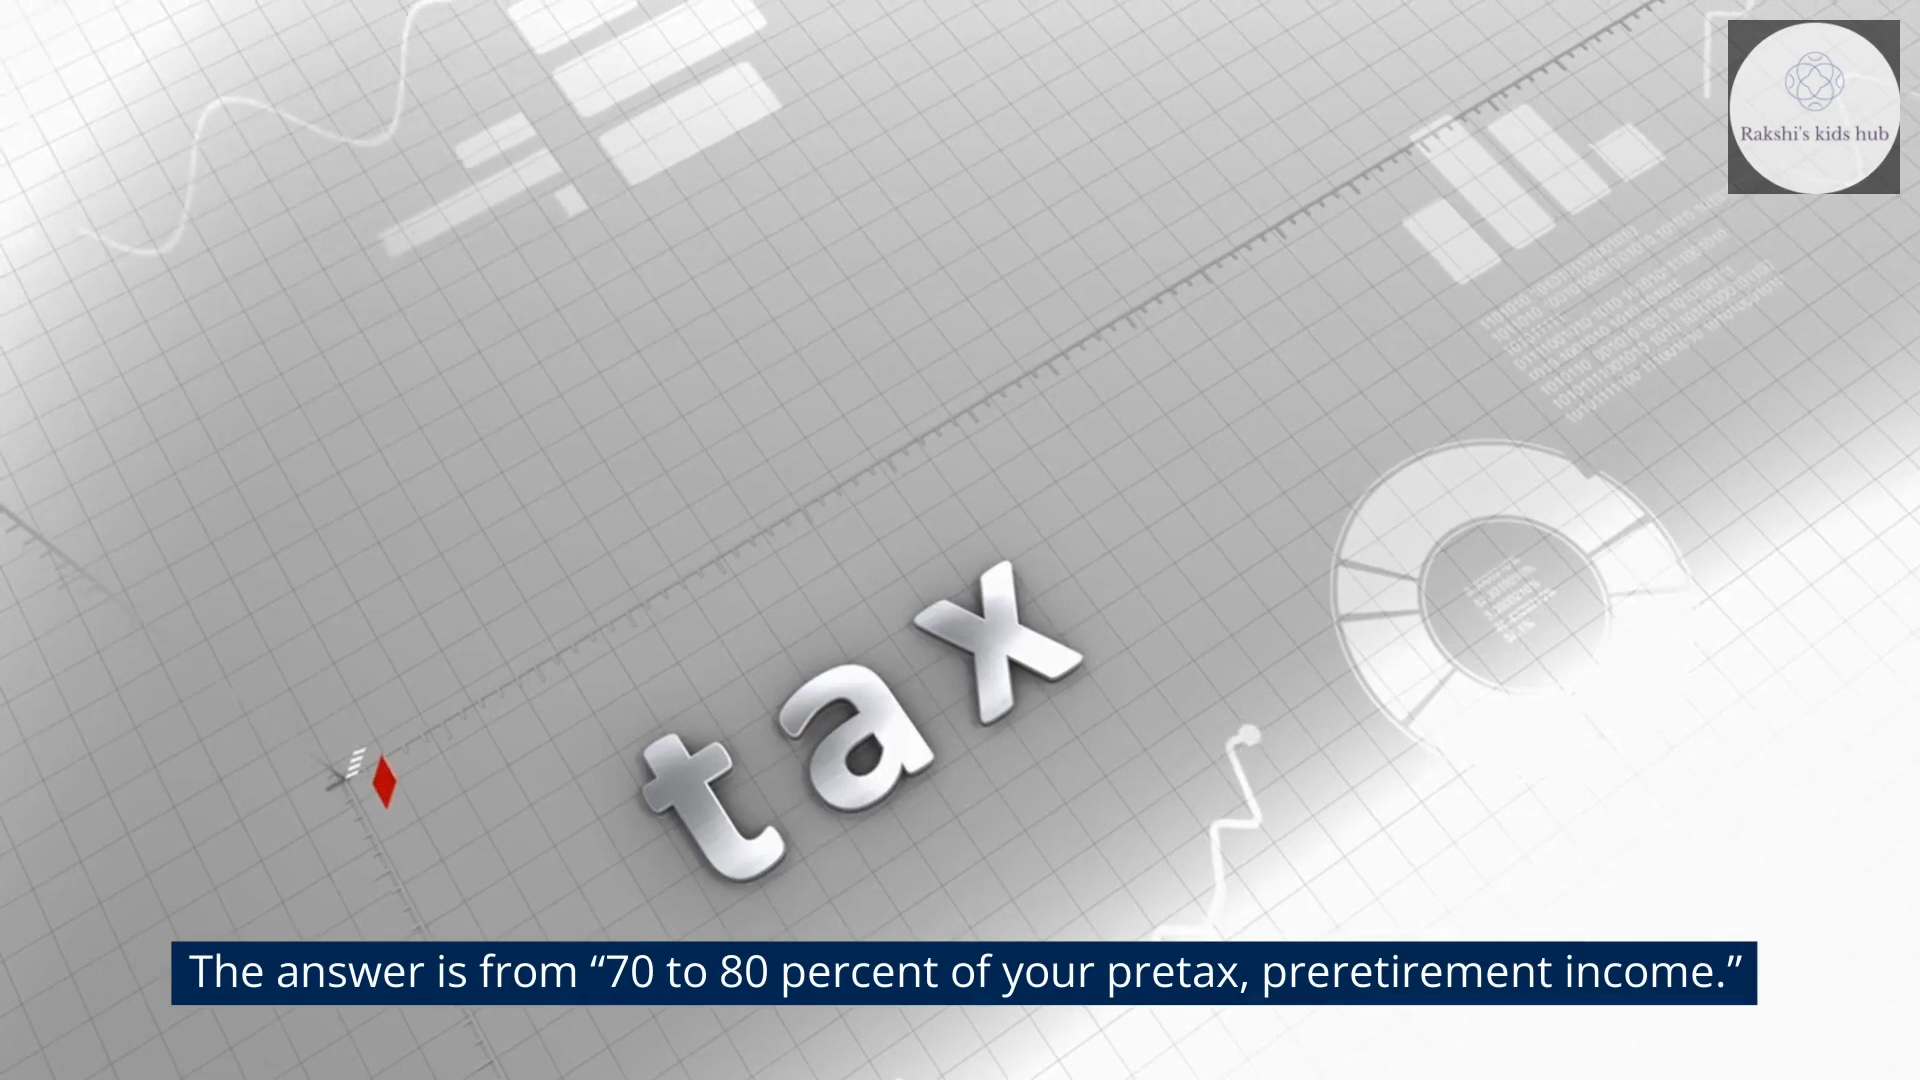 Rakshi's kids hub
tax
The answer is from “70 to 80 percent of your pretax, preretirement income.”